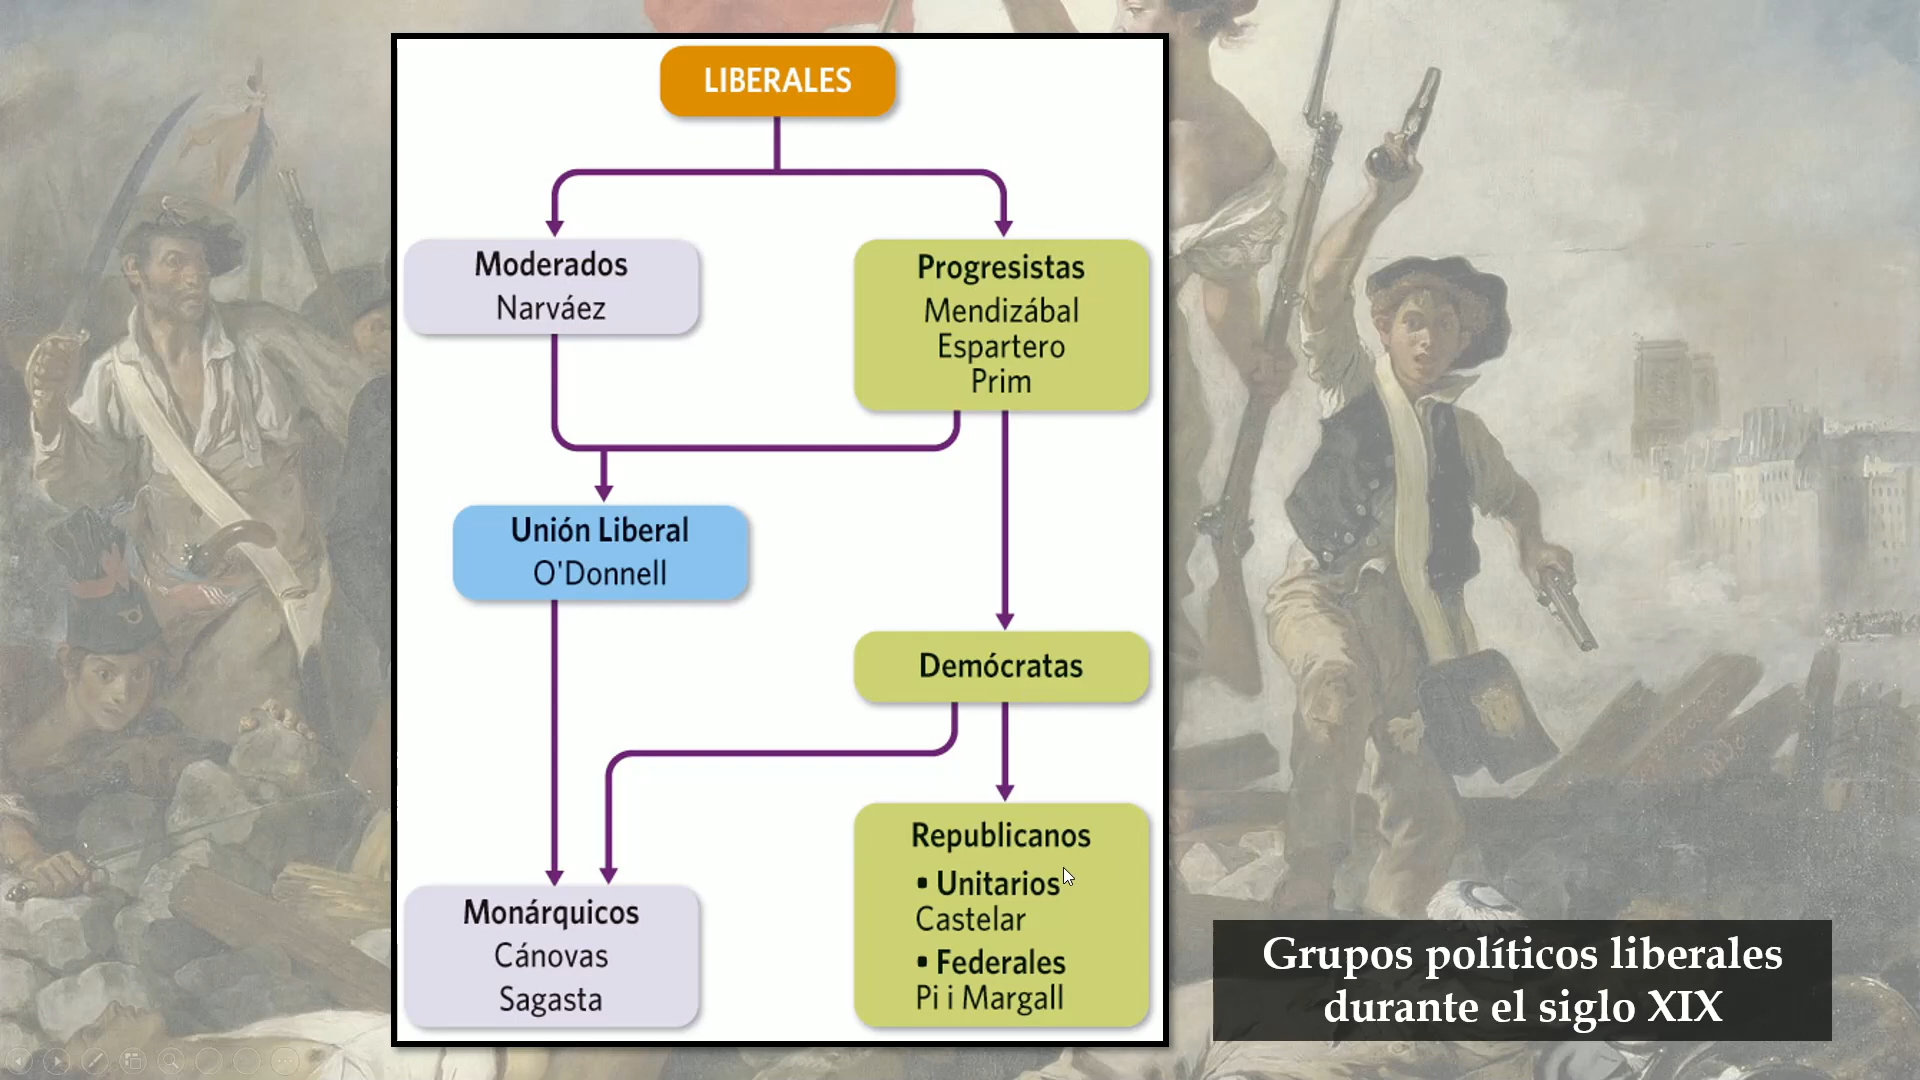 LIBERALES
Moderados
Narváez
Progresistas
Mendizábal
Espartero
Prim
Unión Liberal
O'Donnell
Demócratas
Monárquicos
Cánovas
Sagasta
Republicanos
▪ Unitarios
Castelar
▪ Federales
Pi i Margall
Grupos políticos liberales
durante el siglo XIX